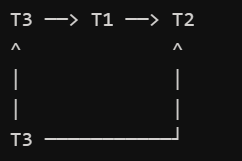 T3 ──> T1 ──> T2
^             ^
│             │
│             │
T3 ───────────┘